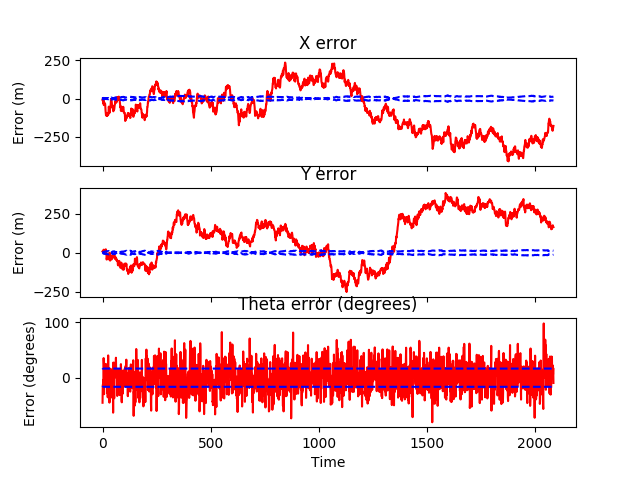 X error
250
0
−250
Error (m)
Y error
250
0
−250
Error (m)
Theta error (degrees)
100
0
Error (degrees)
0
500
1000
1500
2000
Time